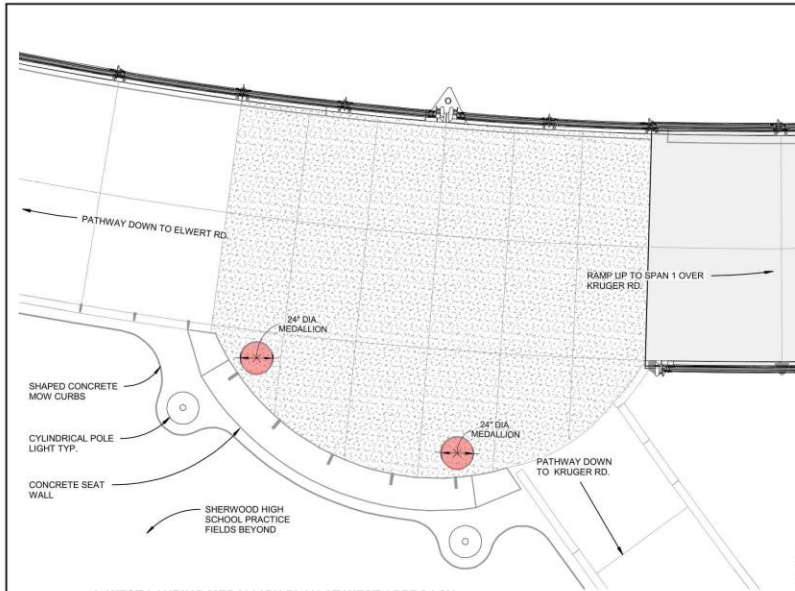 PATHWAY DOWN TO ELWERT RD.
RAMP UP TO SPAN 1 OVER
KRUGER RD.
24" DIA
MEDALLION
SHAPED CONCRETE
MOW CURBS
24" DIA
MEDALLION
CYLINDRICAL POLE
LIGHT TYP.
PATHWAY DOWN
TO KRUGER RD.
CONCRETE SEAT
WALL
SHERWOOD HIGH
SCHOOL PRACTICE
FIELDS BEYOND